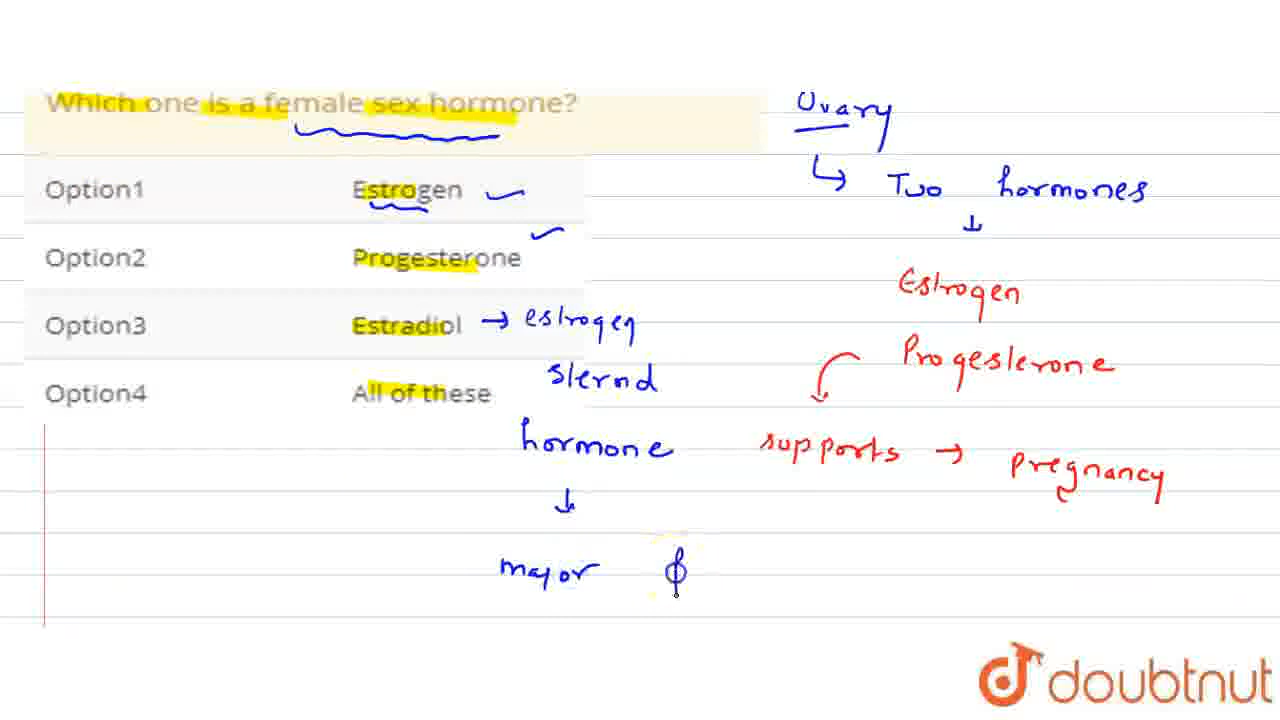 Which one is a female sex hormone?
Option1 Estrogen
Option2 Progesterone
Option3 Estradiol → estrogen
Option4 All of these
steroid
hormone
↓
major
Ovary
↳ Two hormones
↓
Estrogen
Progesterone
supports → pregnancy
doubtnut